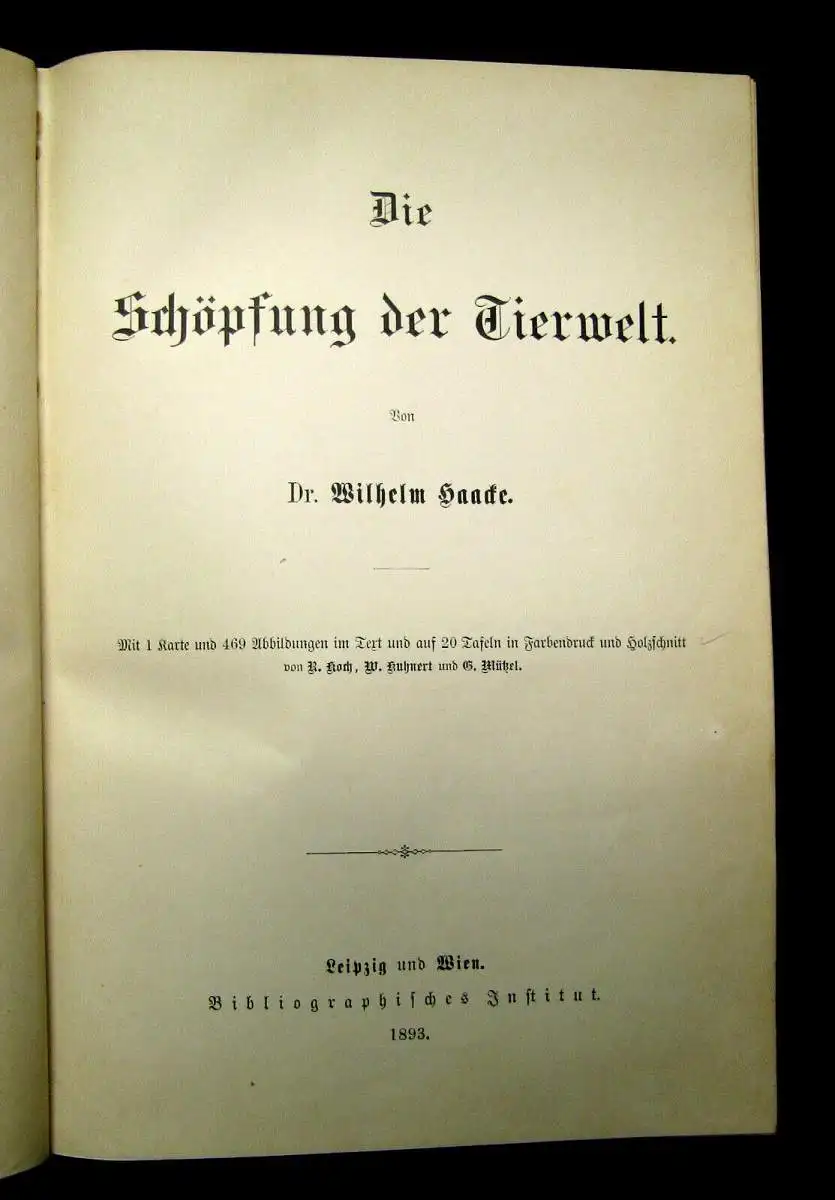 Die
Schöpfung der Tierwelt.
Von
Dr. Wilhelm Haacke.
Mit 1 Karte und 469 Abbildungen im Text und auf 20 Tafeln in Farbendruck und Holzschnitt
von R. Koch, W. Kuhnert und G. Mützel.
Leipzig und Wien.
Bibliographisches Institut.
1893.